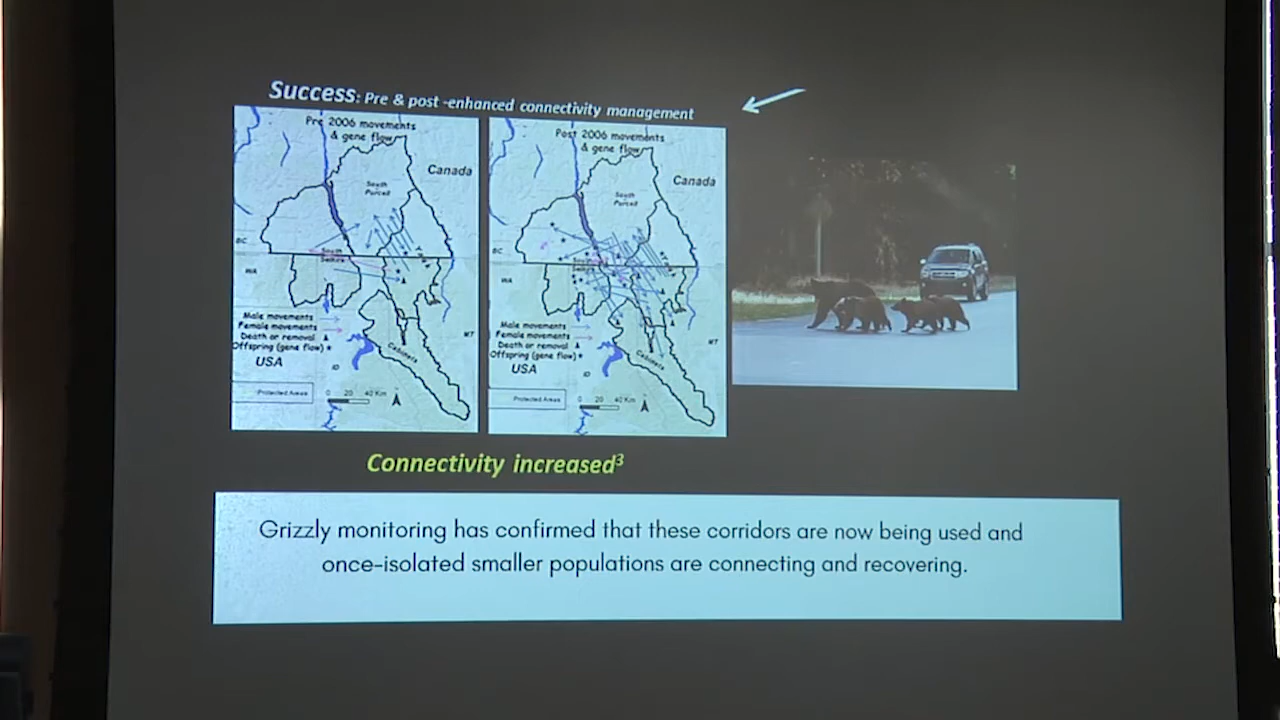 Success: Pre & post -enhanced connectivity management
Pre 2006 movements
& gene flow
Canada
South
Purcell
BC
WA
South
Selkirk
Male movements
Female movements
Death or removal
Offspring (gene flow)
USA
ID
MT
Cabinets
Protected Areas
0 20 40 Km
Post 2006 movements
& gene flow
Canada
South
Purcell
BC
WA
South
Selkirk
Male movements
Female movements
Death or removal
Offspring (gene flow)
USA
ID
MT
Cabinets
Protected Areas
0 20 40 Km
Connectivity increased³
Grizzly monitoring has confirmed that these corridors are now being used and
once-isolated smaller populations are connecting and recovering.